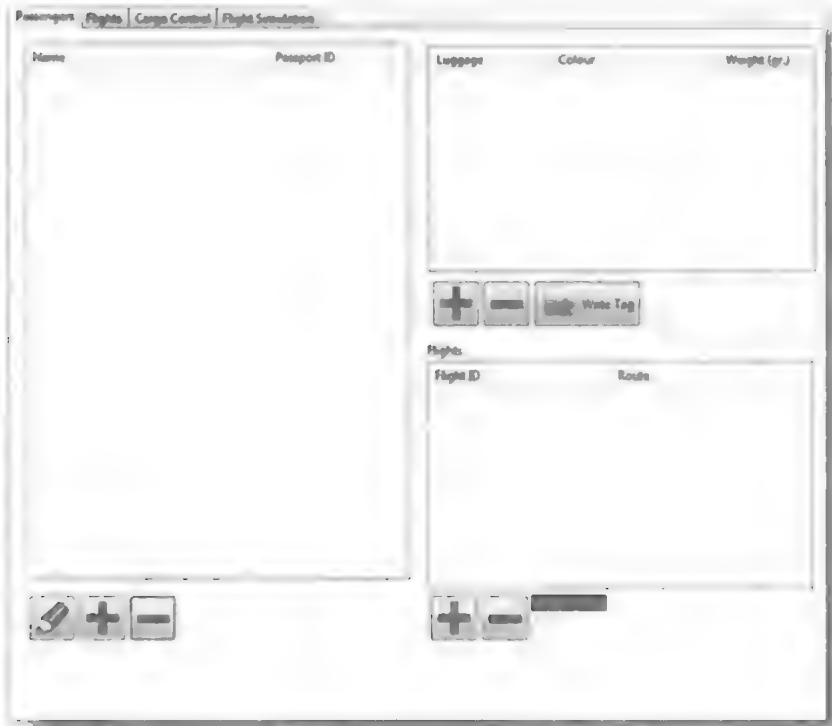 Passengers Flights Cargo Control Flight Simulation
Name Passport ID
Luggage Colour Weight (gr.)
Write Tag
Flights
Flight ID Route